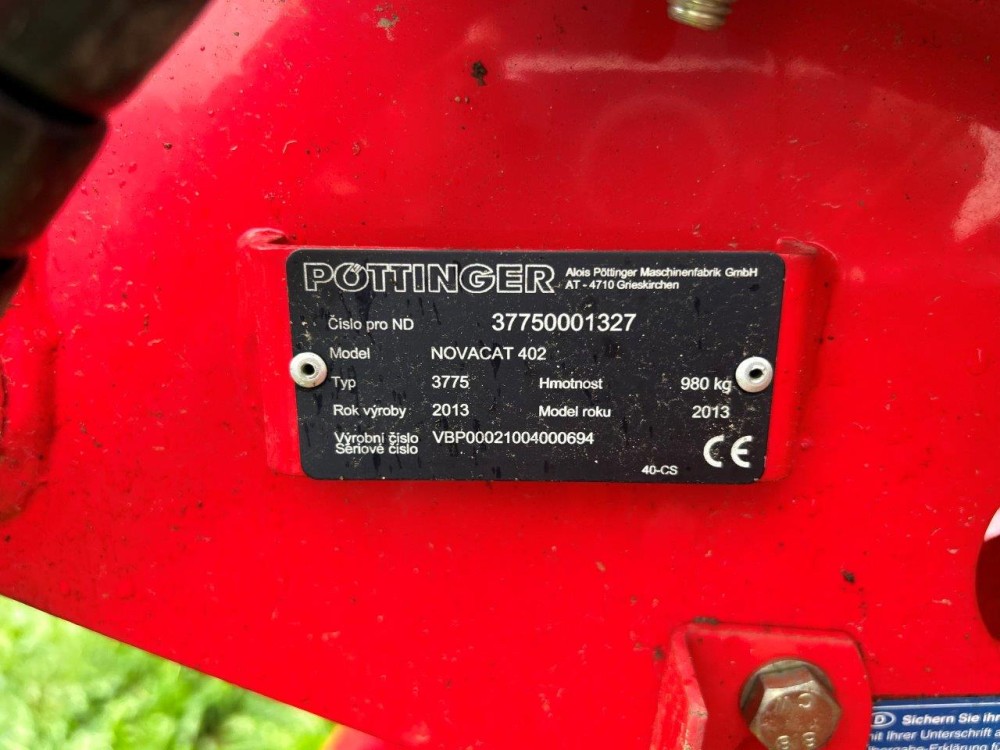 PÖTTINGER Alois Pöttinger Maschinenfabrik GmbH
AT - 4710 Grieskirchen
Číslo pro ND 37750001327
Model NOVACAT 402
Typ 3775 Hmotnost 980 kg
Rok výroby 2013 Model roku 2013
Výrobní číslo VBP00021004000694
Sériové číslo
CE
40-CS
D Sichern Sie ihr
mit Ihrer Unterschrift a
Übergabe-Erklärung